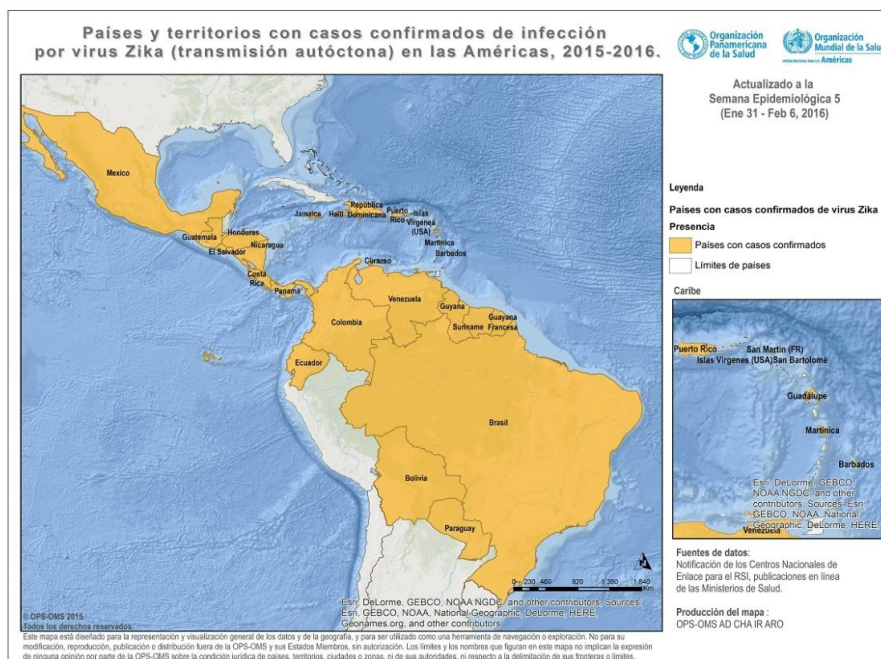 Países y territorios con casos confirmados de infección
por virus Zika (transmisión autóctona) en las Américas, 2015-2016.
Organización
Panamericana
de la Salud
Organización
Mundial de la Salud
Américas
Actualizado a la
Semana Epidemiológica 5
(Ene 31 - Feb 6, 2016)
Mexico
Guatemala
Honduras
El Salvador
Nicaragua
Costa
Rica
Panamá
Jamaica
Haití
República
Dominicana
Puerto
Rico
Islas
Vírgenes
(USA)
Martinica
Barbados
Curazao
Venezuela
Colombia
Guyana
Suriname
Guayana
Francesa
Ecuador
Brasil
Bolivia
Paraguay
Leyenda
Países con casos confirmados de virus Zika
Presencia
Países con casos confirmados
Límites de países
Caribe
Puerto Rico
San Martin (FR)
Islas Vírgenes (USA)
San Bartolomé
Guadalupe
Martinica
Barbados
Venezuela
Esri, DeLorme, GEBCO,
NOAA NGDC, and other
contributors, Sources: Esri,
GEBCO, NOAA, National
Geographic, DeLorme, HERE,
0 230 460 920 1.380 1.840
Km
Esri, DeLorme, GEBCO, NOAA NGDC, and other contributors, Sources:
Esri, GEBCO, NOAA, National Geographic, DeLorme, HERE,
Geonames.org, and other contributors
Fuentes de datos:
Notificación de los Centros Nacionales de
Enlace para el RSI, publicaciones en línea
de las Ministerios de Salud.
Producción del mapa :
OPS-OMS AD CHA IR ARO
© OPS-OMS 2015.
Todos los derechos reservados.
Este mapa está diseñado para la representación y visualización general de los datos y de la geografía, y para ser utilizado como una herramienta de navegación o exploración. No para su
modificación, reproducción, publicación o distribución fuera de la OPS-OMS y sus Estados Miembros, sin autorización. Los límites y los nombres que figuran en este mapa no implican la expresión
de ninguna opinión por parte de la OPS-OMS sobre la condición jurídica de países, territorios, ciudades o zonas, ni de sus autoridades, ni respecto a la delimitación de sus fronteras o límites.